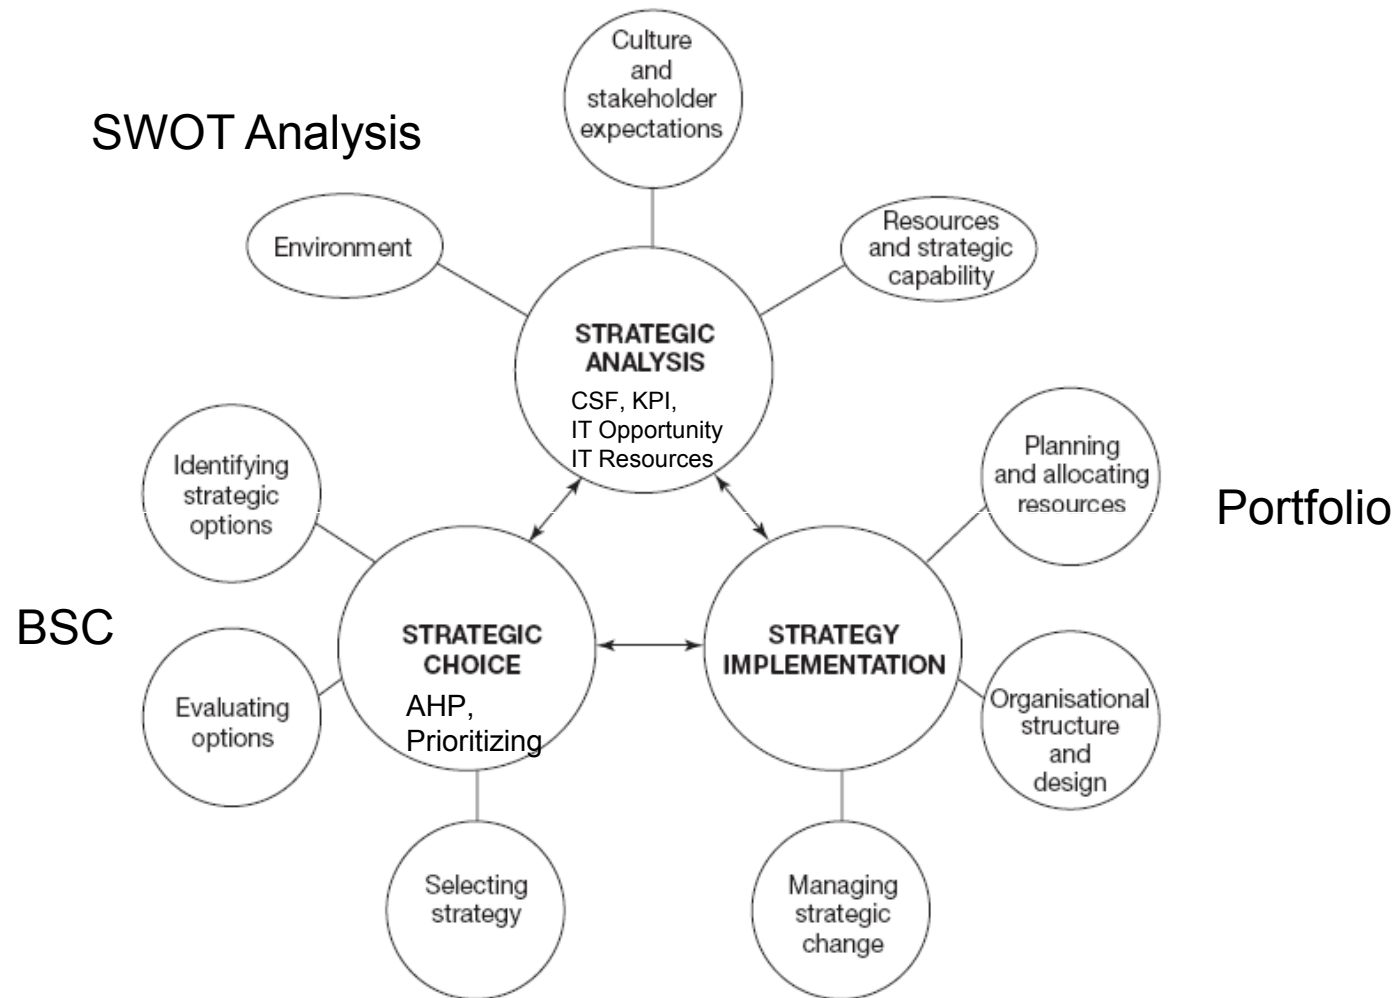 Culture
and
stakeholder
expectations
SWOT Analysis
Environment
Resources
and strategic
capability
STRATEGIC
ANALYSIS
CSF, KPI,
IT Opportunity
IT Resources
Identifying
strategic
options
Planning
and allocating
resources
Portfolio
BSC
STRATEGIC
CHOICE
AHP,
Prioritizing
STRATEGY
IMPLEMENTATION
Evaluating
options
Organisational
structure
and
design
Selecting
strategy
Managing
strategic
change